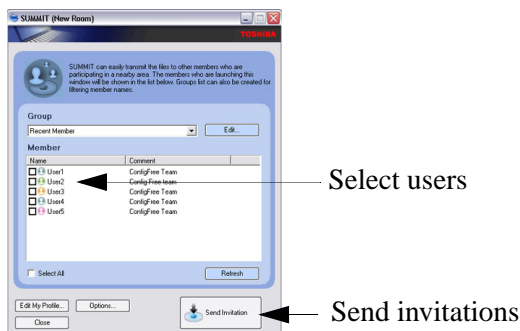 SUMMIT (New Room)
TOSHIBA
SUMMIT can easily transmit the files to other members who are
participating in a nearby area. The members who are launching this
window will be shown in the list below. Groups list can also be created for
filtering member names.
Group
Recent Member
Edit...
Member
Name Comment
User1 ConfigFree Team
User2 Config Free team
User3 ConfigFree Team
User4 ConfigFree Team
User5 ConfigFree Team
Select users
Select All
Refresh
Edit My Profile...
Options...
Send Invitation
Send invitations
Close